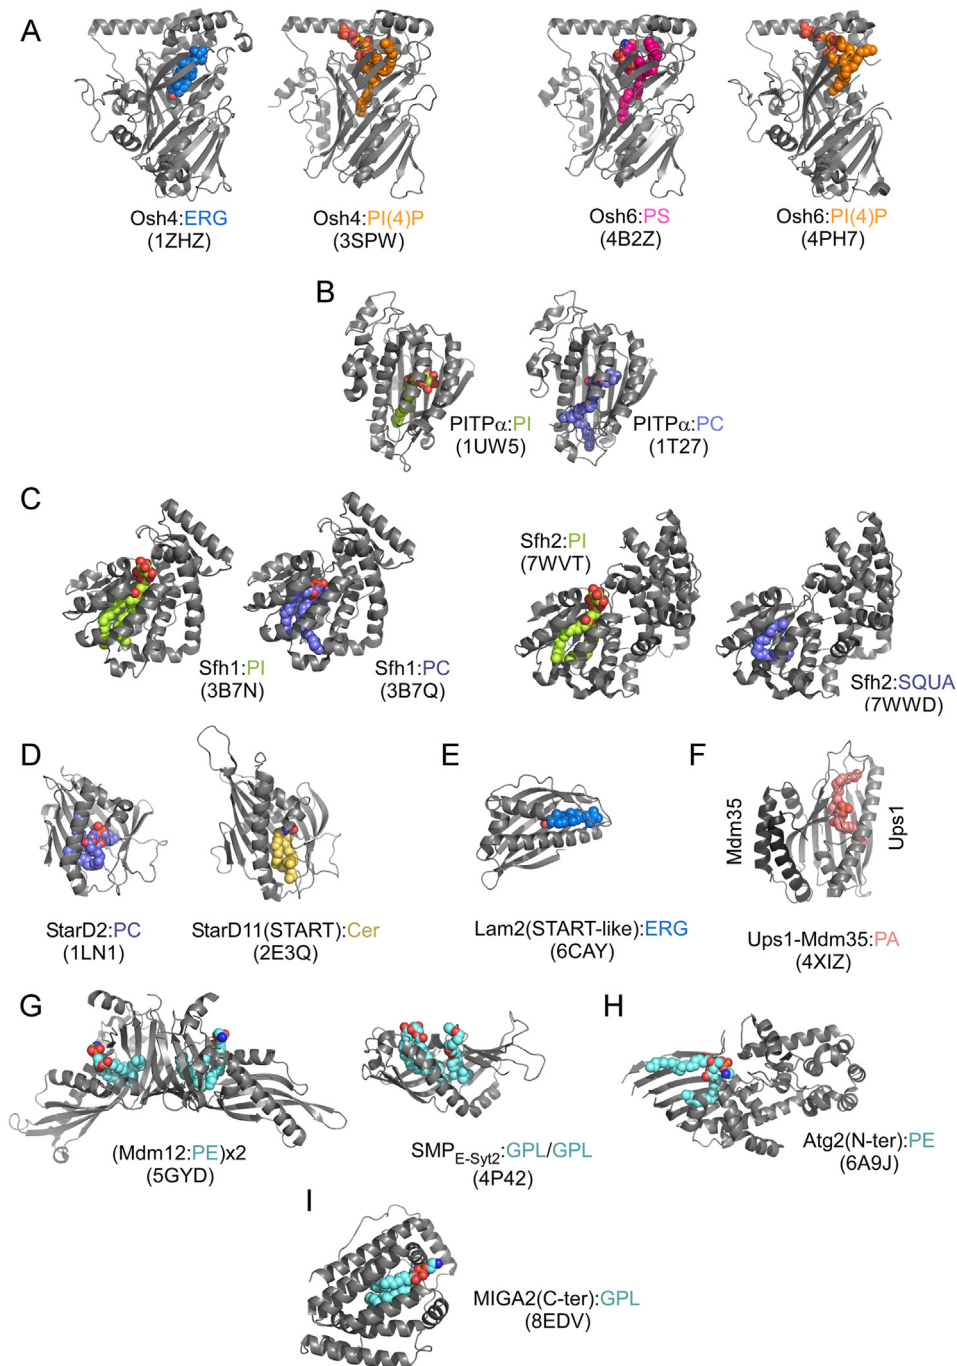 A
Osh4:ERG
(1ZHZ)
Osh4:PI(4)P
(3SPW)
Osh6:PS
(4B2Z)
Osh6:PI(4)P
(4PH7)
B
PITPα:PI
(1UW5)
PITPα:PC
(1T27)
C
Sfh1:PI
(3B7N)
Sfh1:PC
(3B7Q)
Sfh2:PI
(7WVT)
Sfh2:SQUA
(7WWD)
D
StarD2:PC
(1LN1)
StarD11(START):Cer
(2E3Q)
E
Lam2(START-like):ERG
(6CAY)
F
Mdm35
Ups1
Ups1-Mdm35:PA
(4XIZ)
G
(Mdm12:PE)x2
(5GYD)
SMPE-Syt2:GPL/GPL
(4P42)
H
Atg2(N-ter):PE
(6A9J)
I
MIGA2(C-ter):GPL
(8EDV)